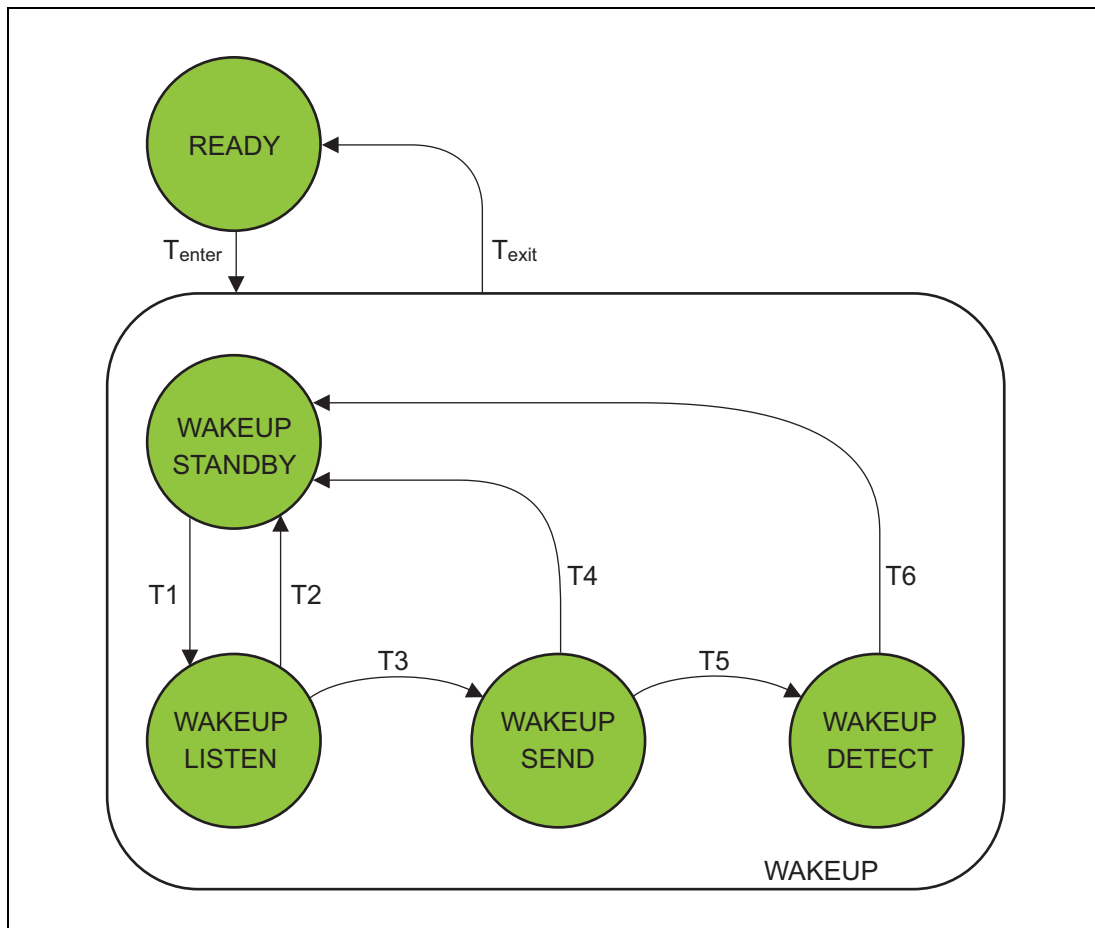 READY
Tenter
Texit
WAKEUP
STANDBY
T1
T2
T4
T6
T3
T5
WAKEUP
LISTEN
WAKEUP
SEND
WAKEUP
DETECT
WAKEUP